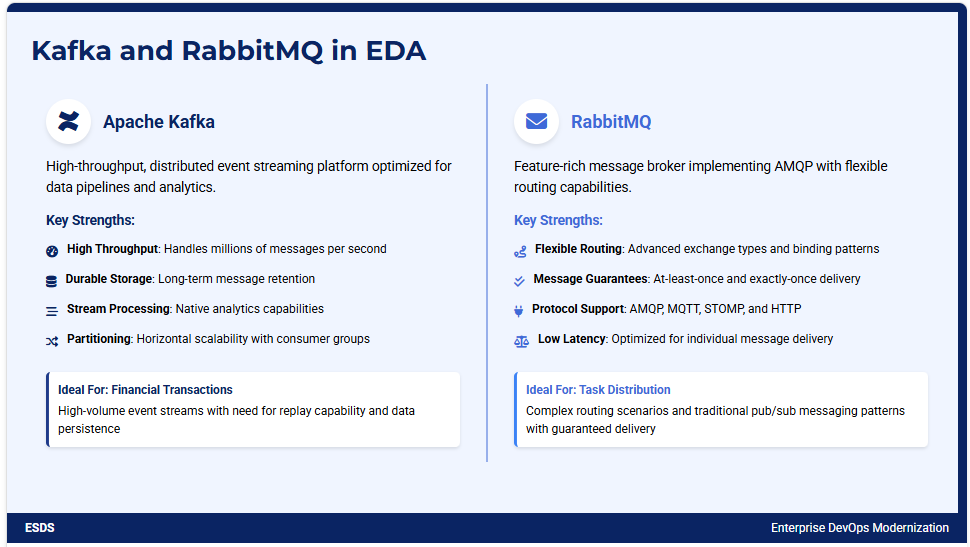 Kafka and RabbitMQ in EDA
Apache Kafka
High-throughput, distributed event streaming platform optimized for
data pipelines and analytics.
Key Strengths:
High Throughput: Handles millions of messages per second
Durable Storage: Long-term message retention
Stream Processing: Native analytics capabilities
Partitioning: Horizontal scalability with consumer groups
Ideal For: Financial Transactions
High-volume event streams with need for replay capability and data
persistence
RabbitMQ
Feature-rich message broker implementing AMQP with flexible
routing capabilities.
Key Strengths:
Flexible Routing: Advanced exchange types and binding patterns
Message Guarantees: At-least-once and exactly-once delivery
Protocol Support: AMQP, MQTT, STOMP, and HTTP
Low Latency: Optimized for individual message delivery
Ideal For: Task Distribution
Complex routing scenarios and traditional pub/sub messaging patterns
with guaranteed delivery
ESDS
Enterprise DevOps Modernization